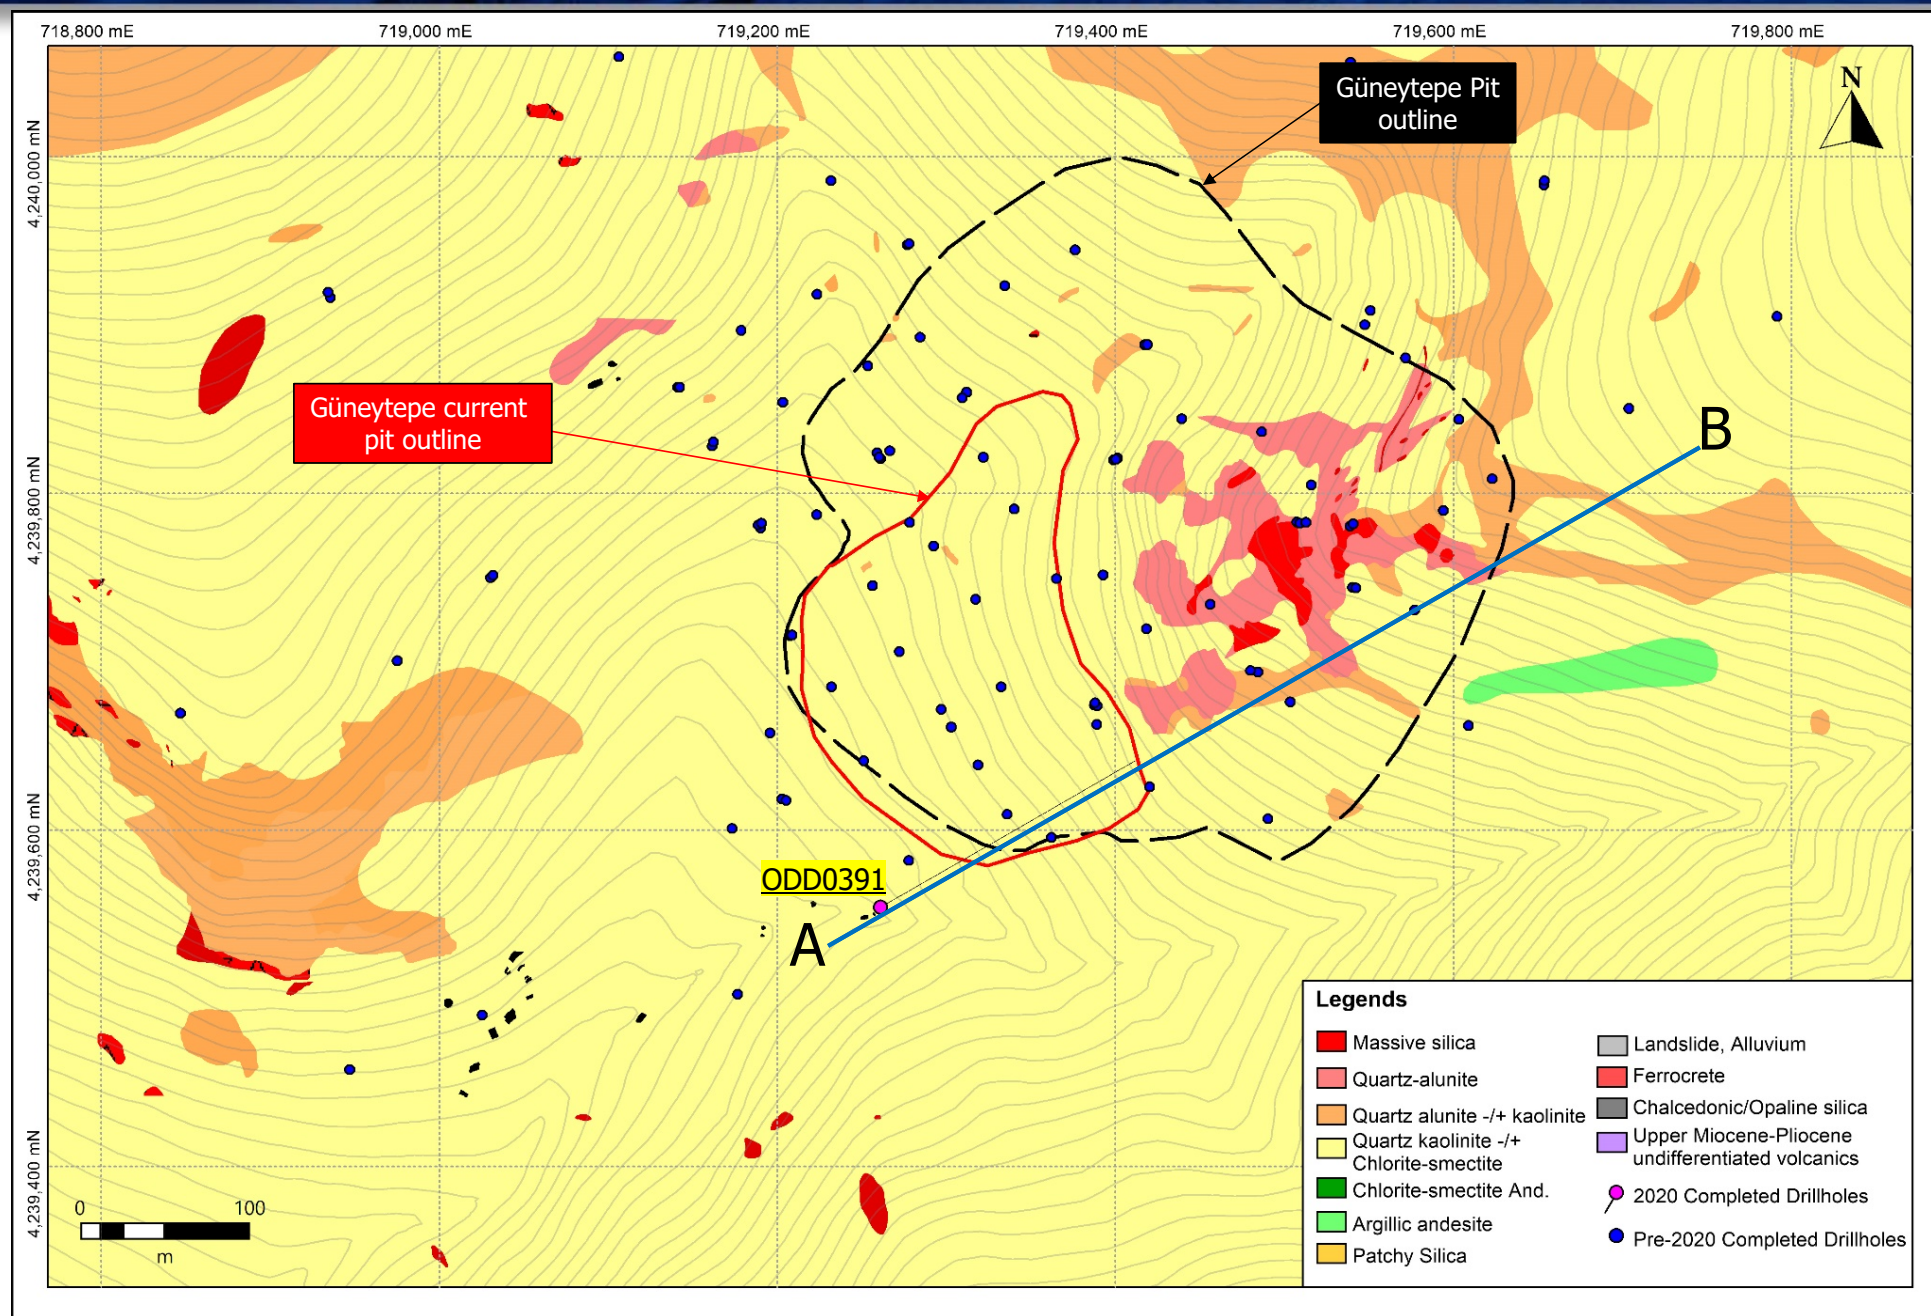 718,800 mE
719,000 mE
719,200 mE
719,400 mE
719,600 mE
719,800 mE
4,240,000 mN
4,239,800 mN
4,239,600 mN
4,239,400 mN
Güneytepe Pit
outline
N
Güneytepe current
pit outline
B
ODD0391
A
0 100
m
Legends
Massive silica
Quartz-alunite
Quartz alunite -/+ kaolinite
Quartz kaolinite -/+
Chlorite-smectite
Chlorite-smectite And.
Argillic andesite
Patchy Silica
Landslide, Alluvium
Ferrocrete
Chalcedonic/Opaline silica
Upper Miocene-Pliocene
undifferentiated volcanics
2020 Completed Drillholes
Pre-2020 Completed Drillholes